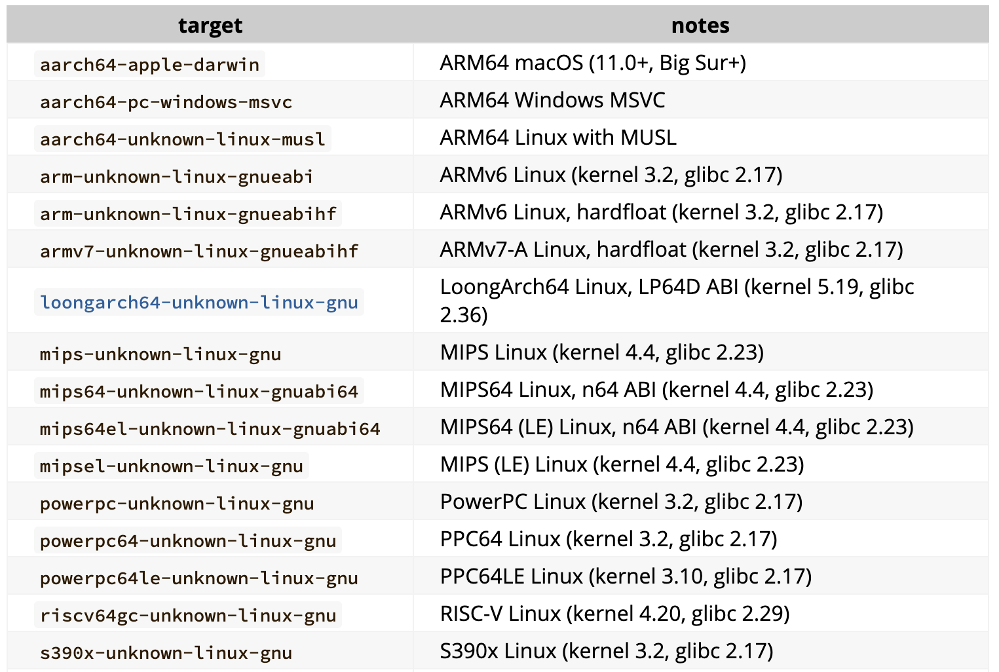 target notes
aarch64-apple-darwin ARM64 macOS (11.0+, Big Sur+)
aarch64-pc-windows-msvc ARM64 Windows MSVC
aarch64-unknown-linux-musl ARM64 Linux with MUSL
arm-unknown-linux-gnueabi ARMv6 Linux (kernel 3.2, glibc 2.17)
arm-unknown-linux-gnueabihf ARMv6 Linux, hardfloat (kernel 3.2, glibc 2.17)
armv7-unknown-linux-gnueabihf ARMv7-A Linux, hardfloat (kernel 3.2, glibc 2.17)
loongarch64-unknown-linux-gnu LoongArch64 Linux, LP64D ABI (kernel 5.19, glibc
2.36)
mips-unknown-linux-gnu MIPS Linux (kernel 4.4, glibc 2.23)
mips64-unknown-linux-gnuabi64 MIPS64 Linux, n64 ABI (kernel 4.4, glibc 2.23)
mips64el-unknown-linux-gnuabi64 MIPS64 (LE) Linux, n64 ABI (kernel 4.4, glibc 2.23)
mipsel-unknown-linux-gnu MIPS (LE) Linux (kernel 4.4, glibc 2.23)
powerpc-unknown-linux-gnu PowerPC Linux (kernel 3.2, glibc 2.17)
powerpc64-unknown-linux-gnu PPC64 Linux (kernel 3.2, glibc 2.17)
powerpc64le-unknown-linux-gnu PPC64LE Linux (kernel 3.10, glibc 2.17)
riscv64gc-unknown-linux-gnu RISC-V Linux (kernel 4.20, glibc 2.29)
s390x-unknown-linux-gnu S390x Linux (kernel 3.2, glibc 2.17)